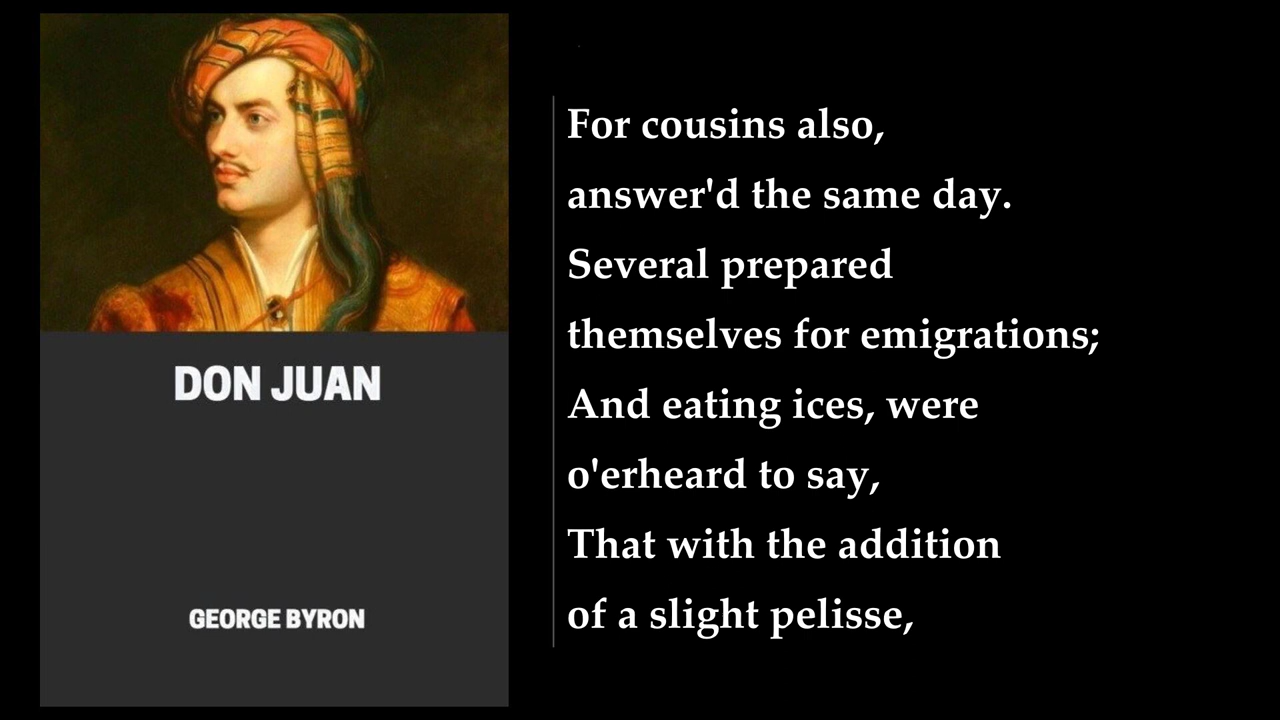 DON JUAN
GEORGE BYRON
For cousins also,
answer'd the same day.
Several prepared
themselves for emigrations;
And eating ices, were
o'erheard to say,
That with the addition
of a slight pelisse,